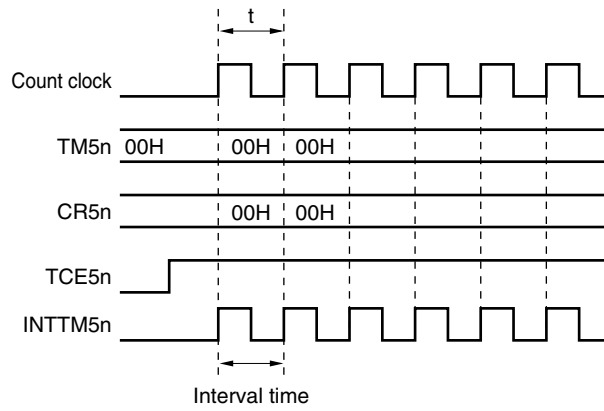 t
Count clock
TM5n 00H 00H 00H
CR5n 00H 00H
TCE5n
INTTM5n
Interval time